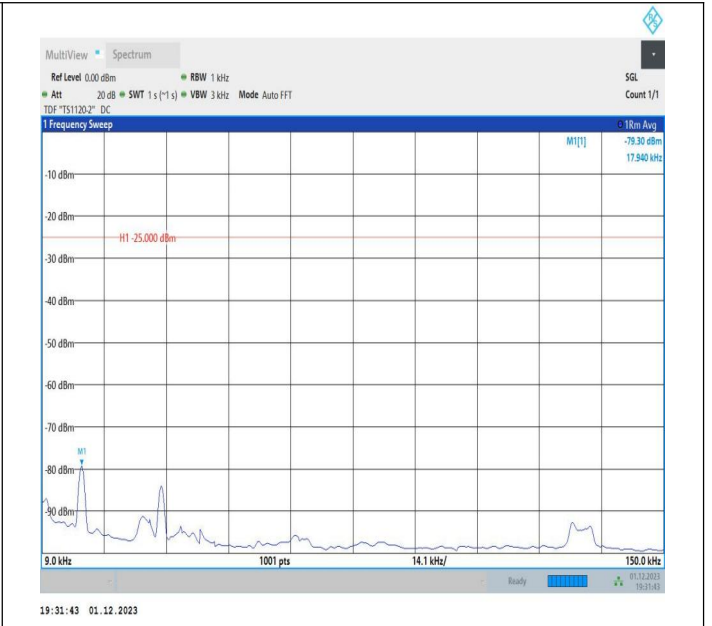 R S
MultiView Spectrum
Ref Level 0.00 dBm RBW 1 kHz SGL
Att 20 dB SWT 1 s (~1 s) VBW 3 kHz Mode Auto FFT Count 1/1
TDF "TS1120-2" DC
1 Frequency Sweep 1Rm Avg
M1[1] -79.30 dBm
17.940 kHz
-10 dBm
-20 dBm
H1 -25.000 dBm
-30 dBm
-40 dBm
-50 dBm
-60 dBm
-70 dBm
M1
-80 dBm
-90 dBm
9.0 kHz 1001 pts 14.1 kHz/ 150.0 kHz
Ready 01.12.2023
19:31:43
19:31:43 01.12.2023